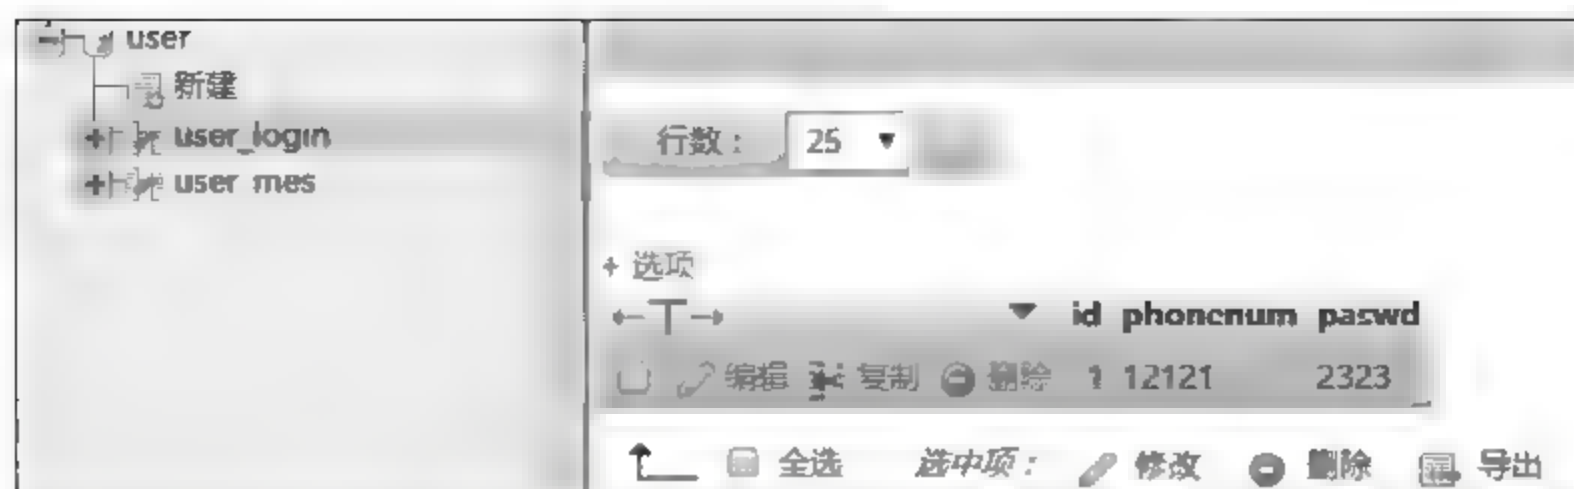 user
新建
user_login
user_mes
行数： 25
+ 选项
id phonenum paswd
编辑 复制 删除 1 12121 2323
全选 选中项： 修改 删除 导出